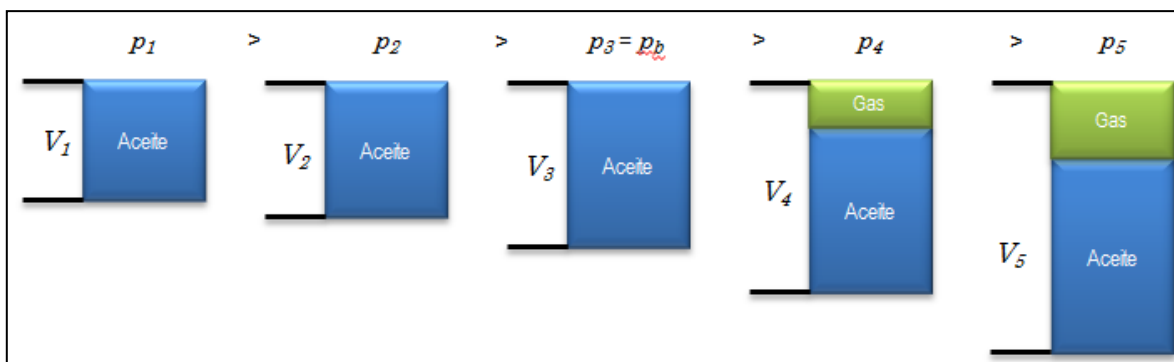 p1 > p2 > p3 = pb > p4 > p5
Gas
Gas
V1 Aceite
V2 Aceite
V3 Aceite
V4 Aceite
V5 Aceite